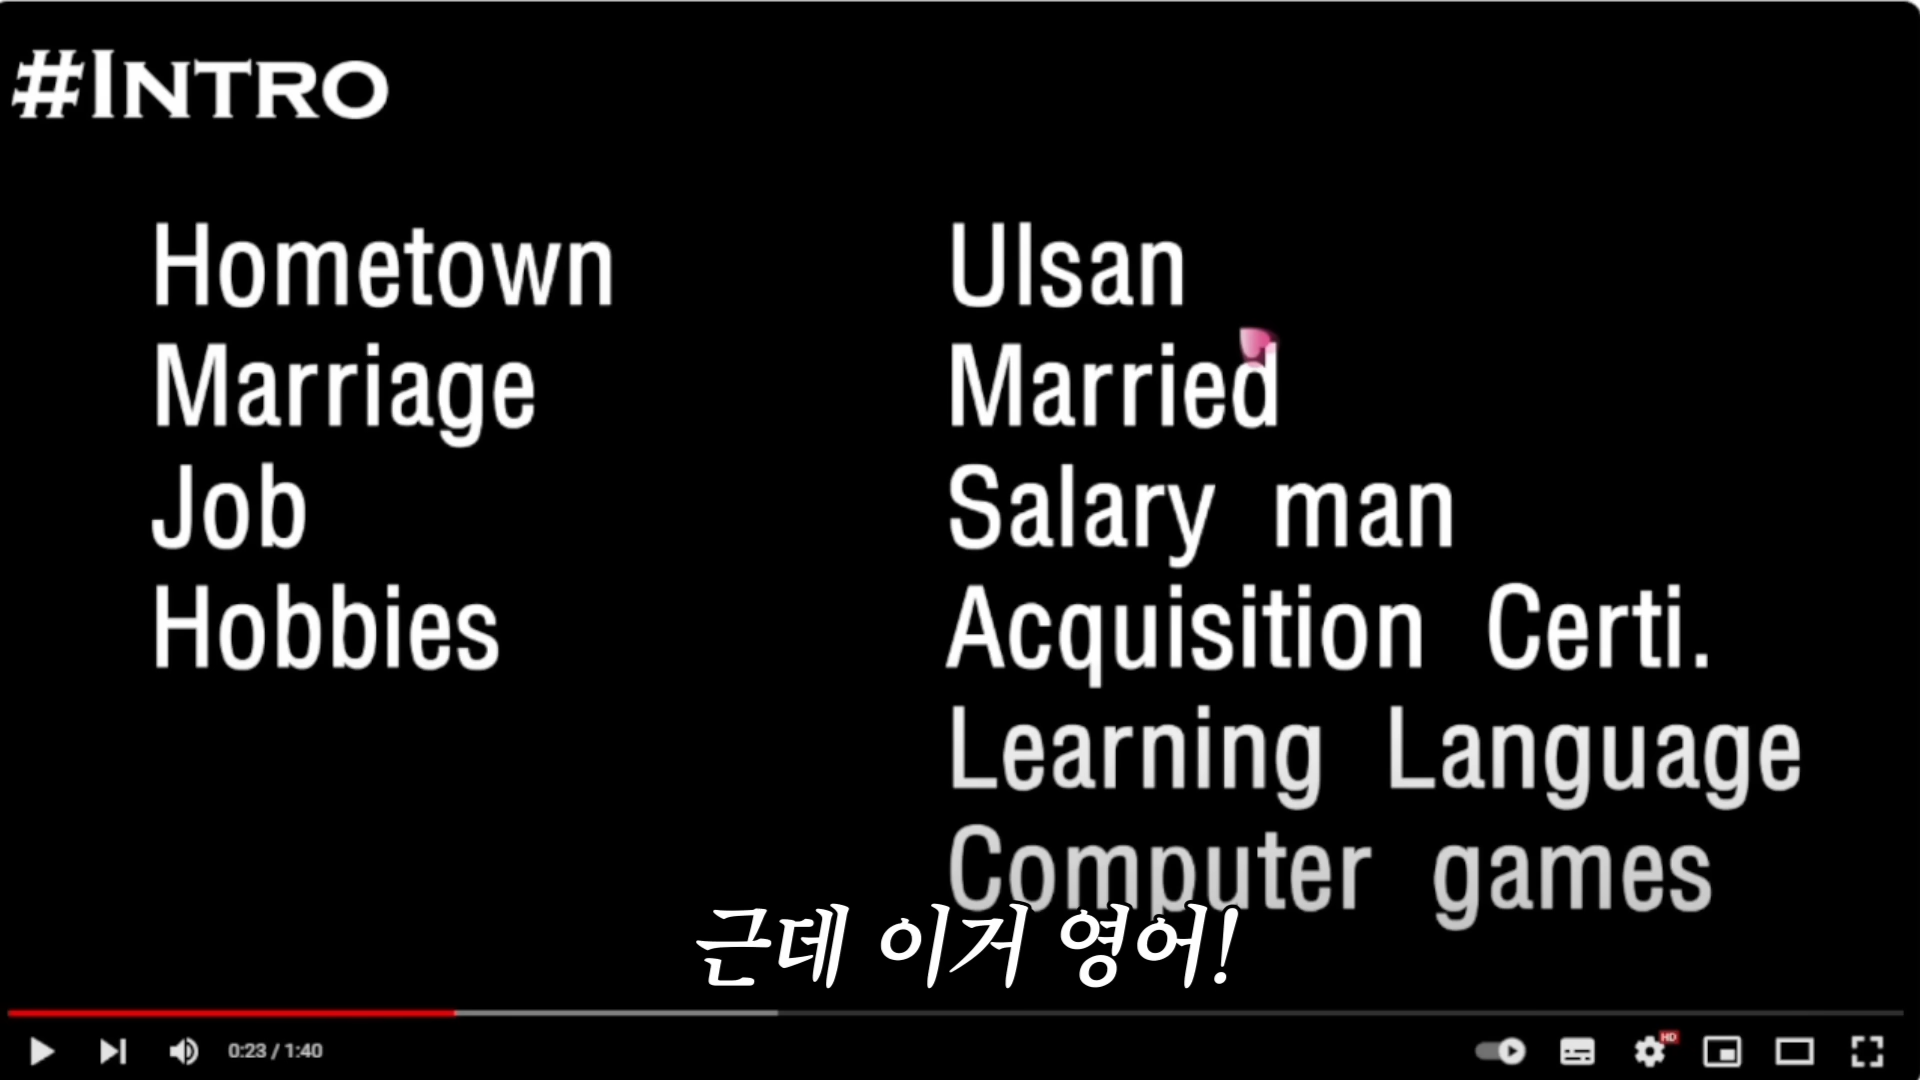 #INTRO
Hometown Ulsan
Marriage Married
Job Salary man
Hobbies Acquisition Certi.
Learning Language
Computer games
근데 이거 영어!
0:23 / 1:40
HD